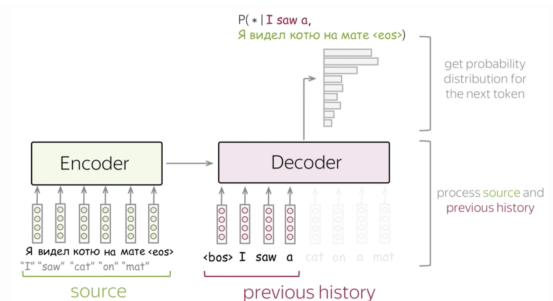 P( * | I saw a,
Я видел котю на мате <eos>)
get probability
distribution for
the next token
Encoder
Decoder
process source and
previous history
Я видел котю на мате <eos>
"I" "saw" "cat" "on" "mat"
<bos> I saw a cat on a mat
source
previous history